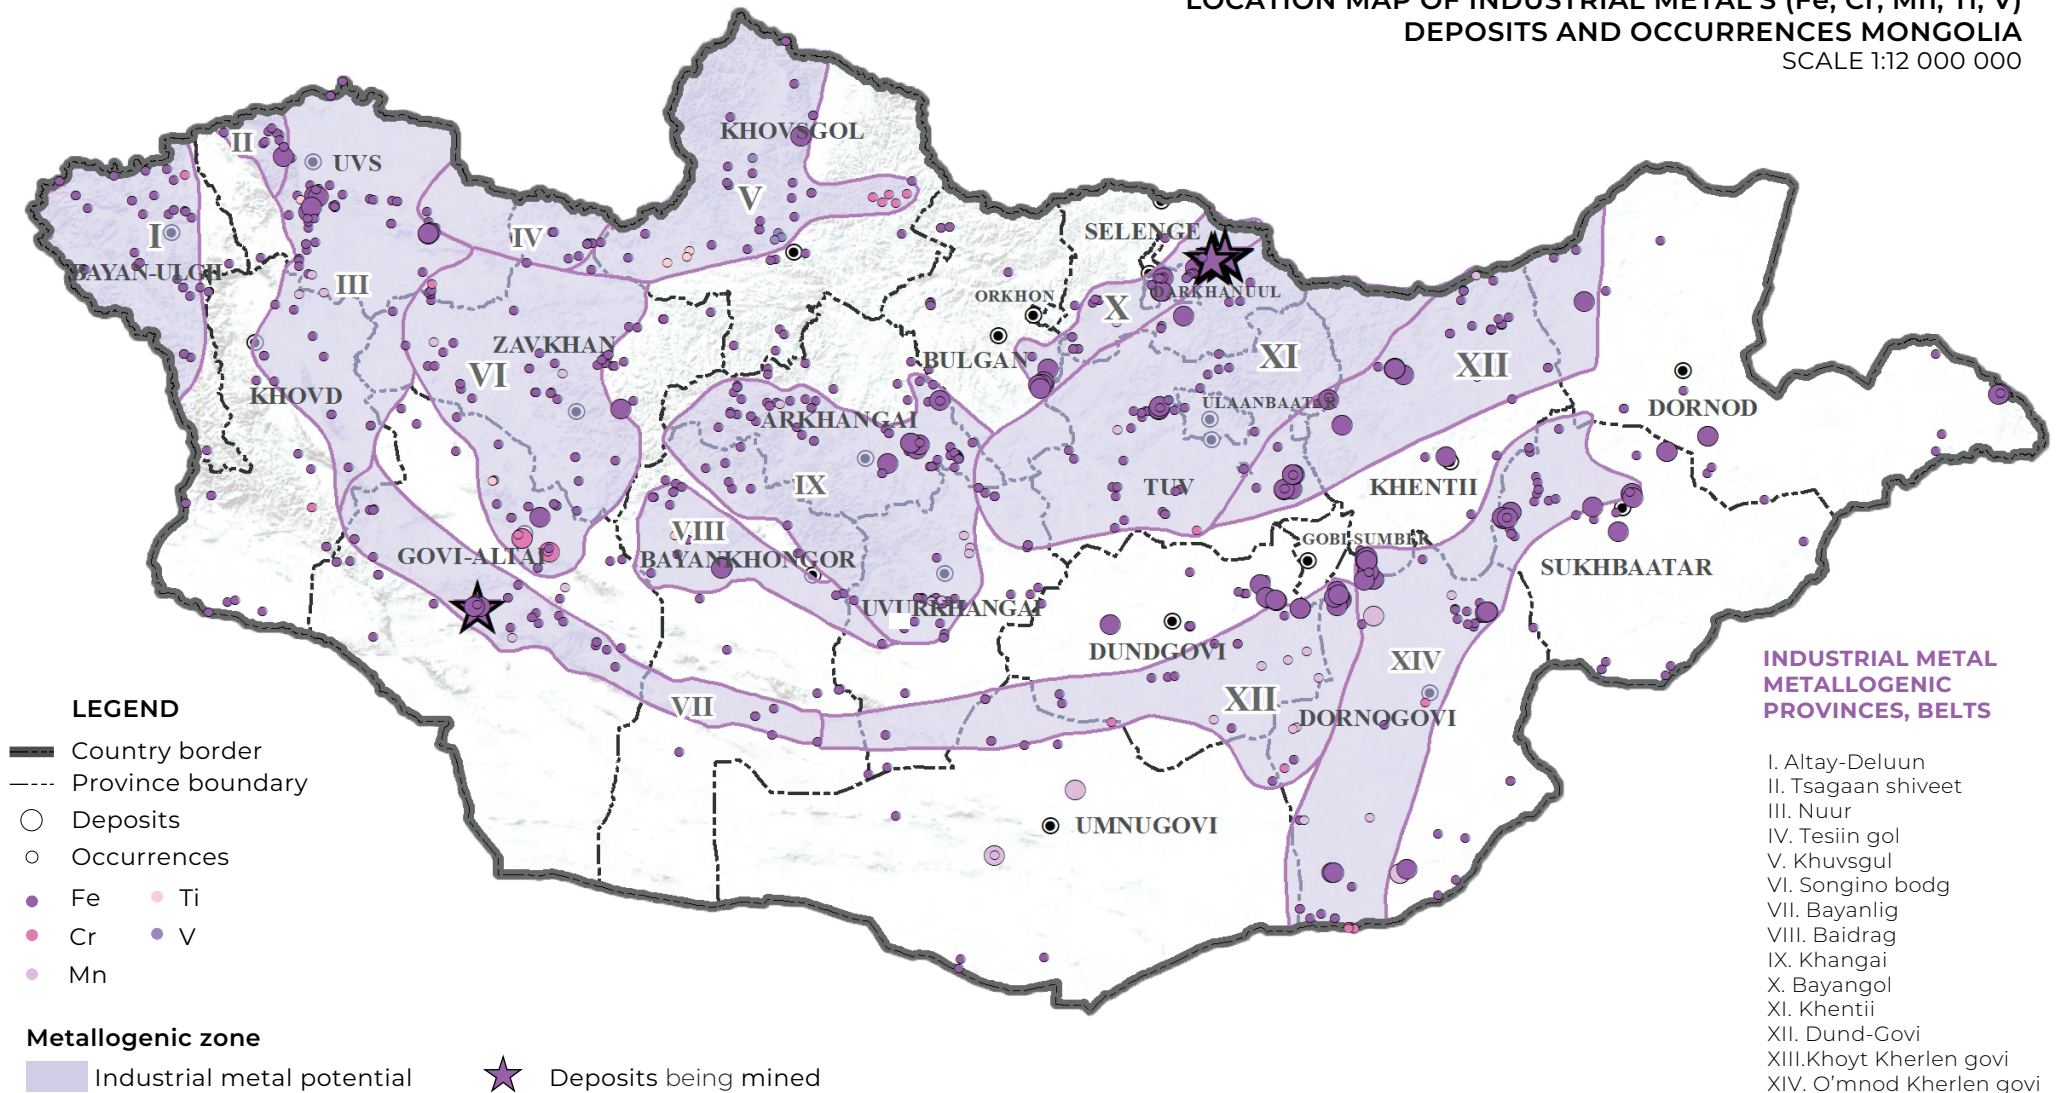 LOCATION MAP OF INDUSTRIAL METAL'S (Fe, Cr, Mn, Ti, V)
DEPOSITS AND OCCURRENCES MONGOLIA
SCALE 1:12 000 000
KHOVSGOL
II
UVS
V
I
IV
SELENGE
BAYAN-ULGII
III
DARKHANUUL
ORKHON
X
ZAVKHAN
BULGAN
XI
XII
VI
KHOVD
ULAANBAATAR
DORNOD
ARKHANGAI
IX
TUV
KHENTII
VIII
GOVI-ALTAI
BAYANKHONGOR
GOBI-SUMBER
SUKHBAATAR
UVURKHANGAI
DUNDGOVI
XIV
VII
XII
DORNOGOVI
UMNUGOVI
LEGEND
Country border
Province boundary
Deposits
Occurrences
Fe
Ti
Cr
V
Mn
Metallogenic zone
Industrial metal potential
Deposits being mined
INDUSTRIAL METAL
METALLOGENIC
PROVINCES, BELTS
I. Altay-Deluun
II. Tsagaan shiveet
III. Nuur
IV. Tesiin gol
V. Khuvsgul
VI. Songino bodg
VII. Bayanlig
VIII. Baidrag
IX. Khangai
X. Bayangol
XI. Khentii
XII. Dund-Govi
XIII.Khoyt Kherlen govi
XIV. O'mnod Kherlen govi